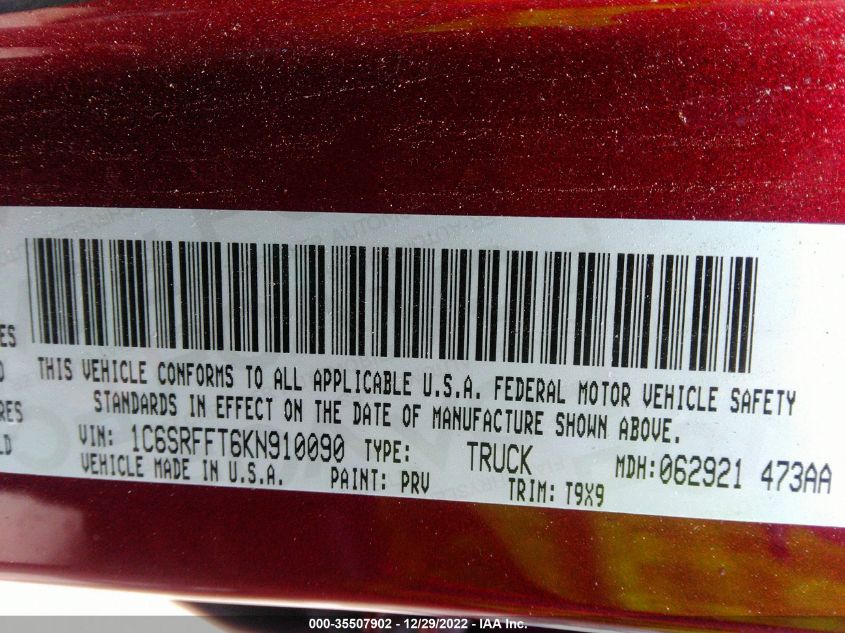 THIS VEHICLE CONFORMS TO ALL APPLICABLE U.S.A. FEDERAL MOTOR VEHICLE SAFETY
STANDARDS IN EFFECT ON THE DATE OF MANUFACTURE SHOWN ABOVE.
VIN: 1C6SRFFT6KN910090 TYPE: TRUCK MDH:062921 473AA
VEHICLE MADE IN U.S.A. PAINT: PRV TRIM: T9X9
000-35507902 - 12/29/2022 - IAA Inc.